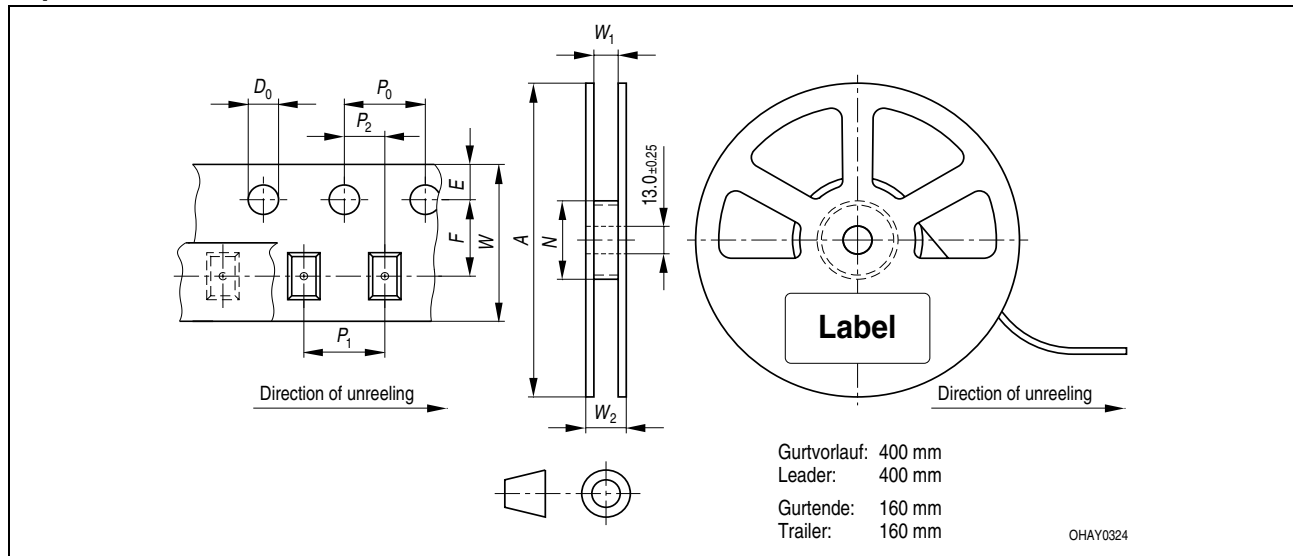 W1
D0
P0
P2
E
F
W
A
N
13.0±0.25
P1
Label
Direction of unreeling
W2
Direction of unreeling
Gurtvorlauf: 400 mm
Leader: 400 mm
Gurtende: 160 mm
Trailer: 160 mm
OHAY0324